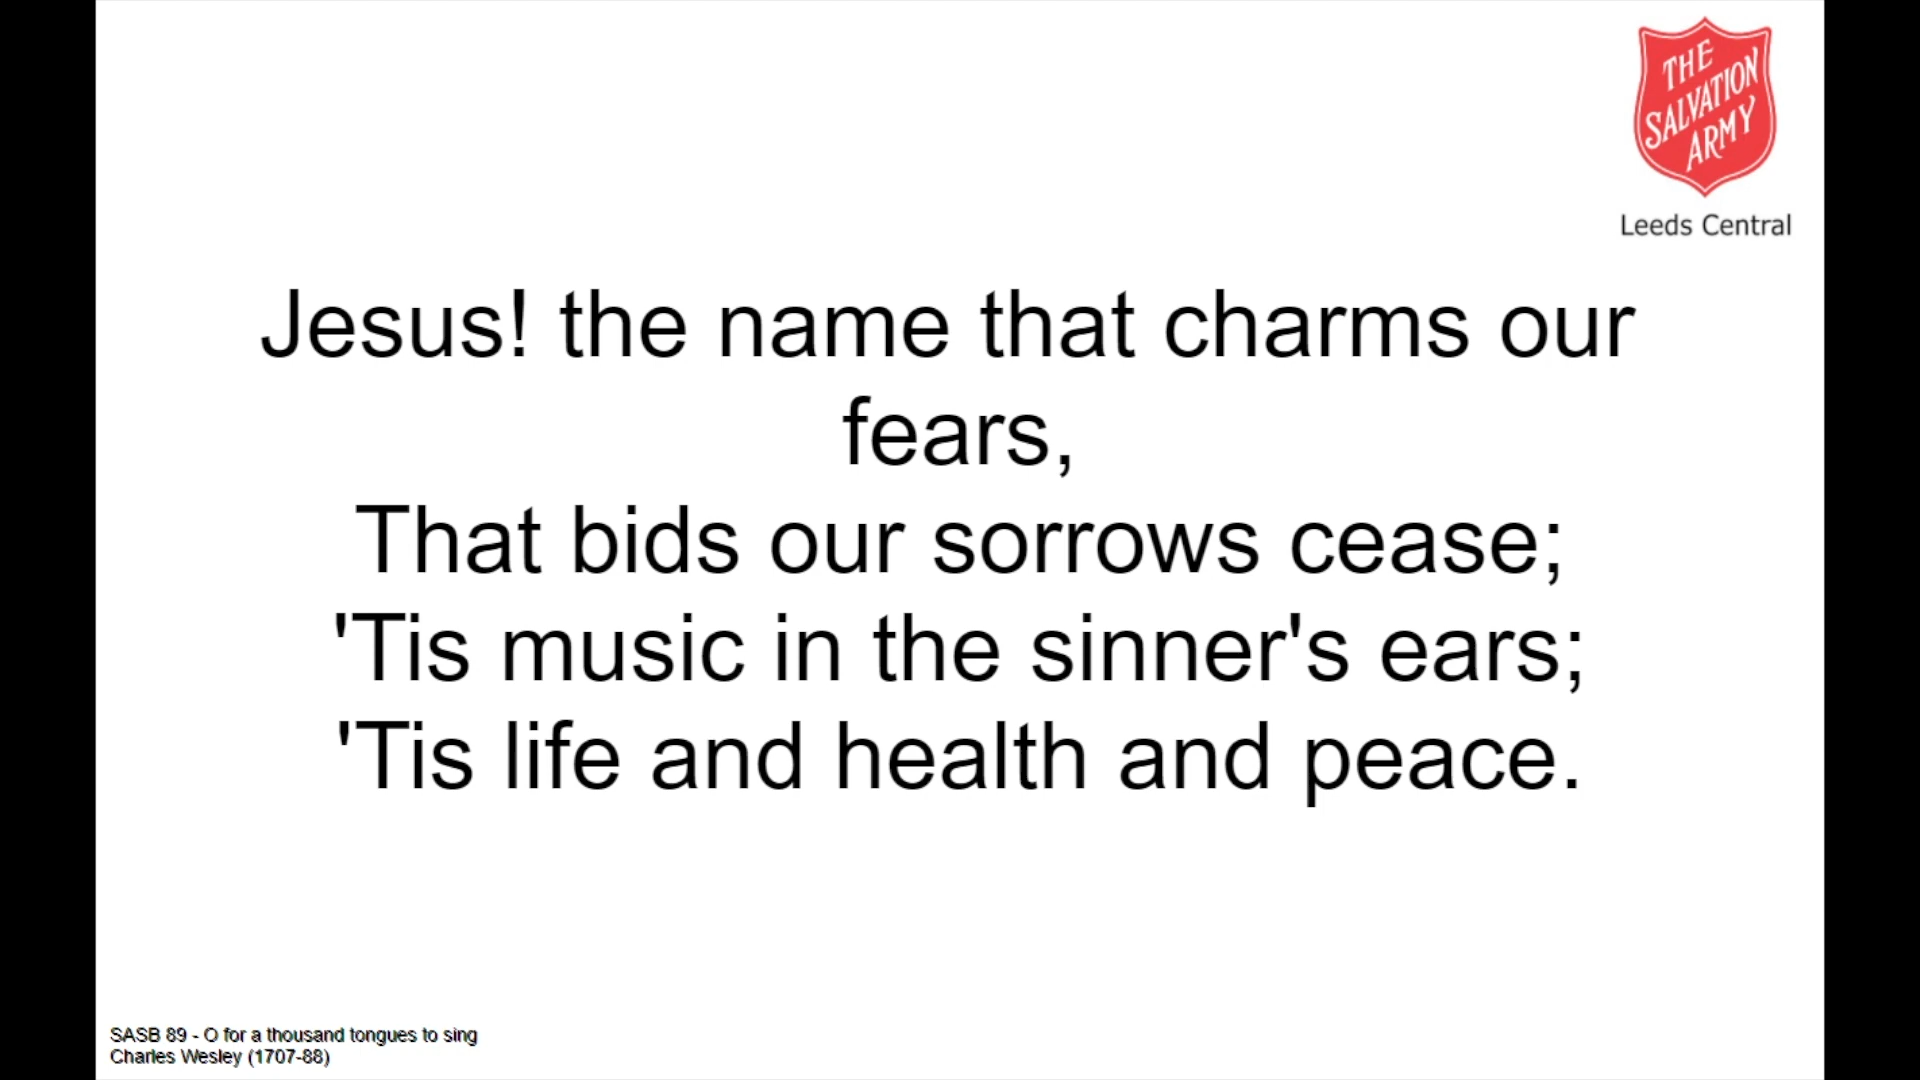 THE
SALVATION
ARMY
Leeds Central
Jesus! the name that charms our
fears,
That bids our sorrows cease;
'Tis music in the sinner's ears;
'Tis life and health and peace.
SASB 89 - O for a thousand tongues to sing
Charles Wesley (1707-88)